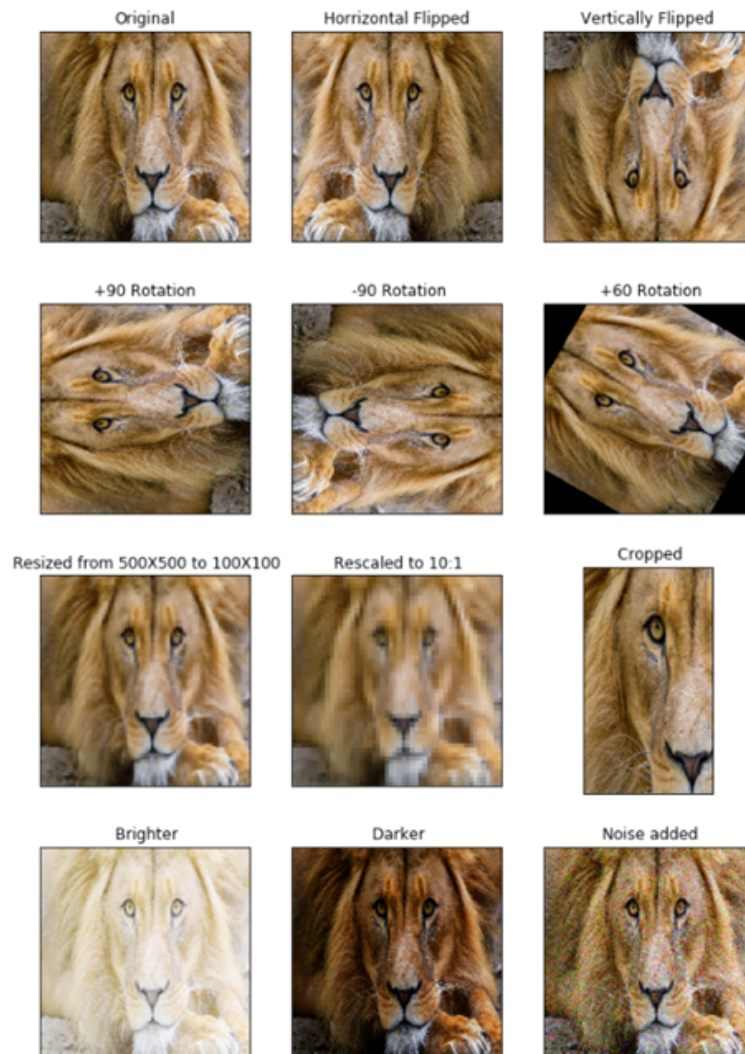 Original
Horrizontal Flipped
Vertically Flipped
+90 Rotation
-90 Rotation
+60 Rotation
Resized from 500X500 to 100X100
Rescaled to 10:1
Cropped
Brighter
Darker
Noise added